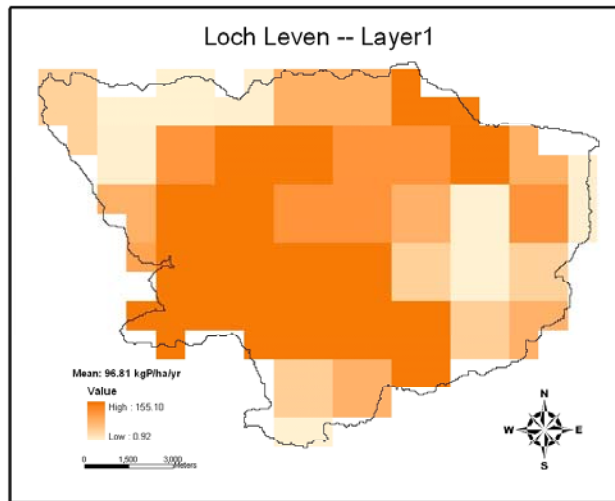 Loch Leven -- Layer1
Mean: 96.81 kgP/ha/yr
Value
High : 155.10
Low : 0.92
0 1,500 3,000
Meters
N
W E
S